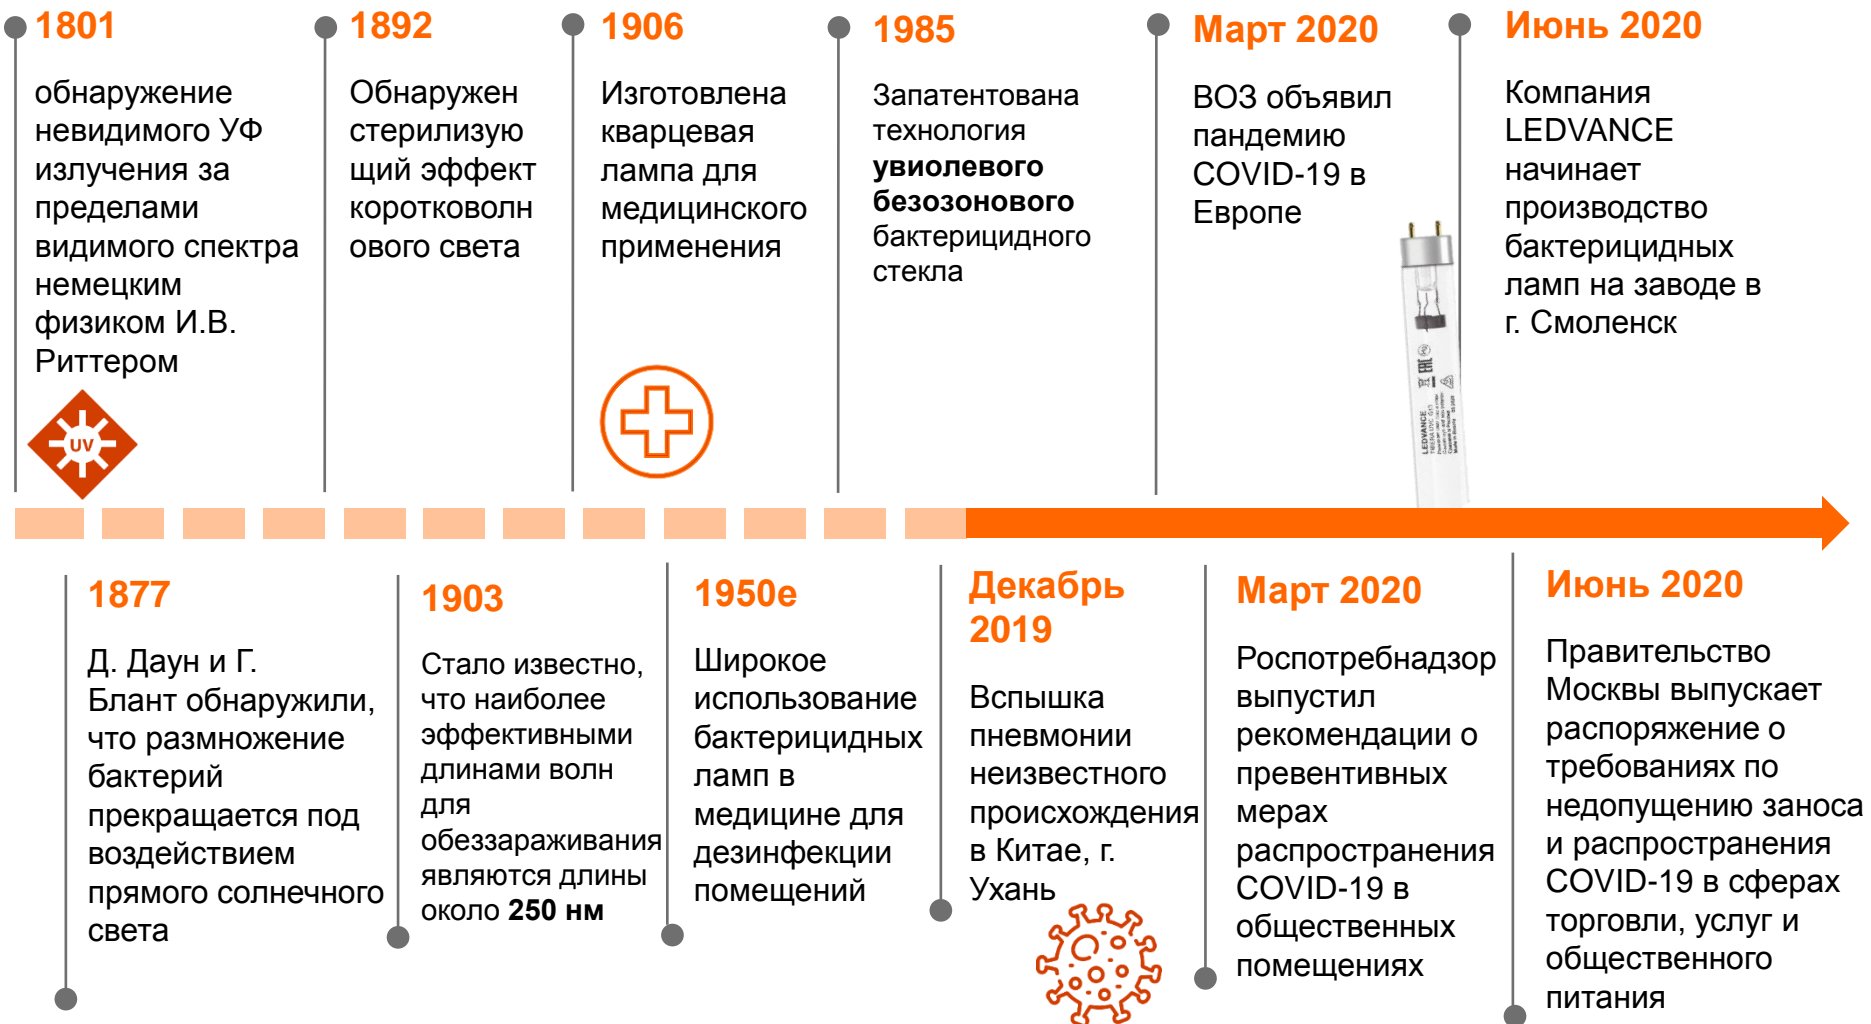 1801
обнаружение
невидимого УФ
излучения за
пределами
видимого спектра
немецким
физиком И.В.
Риттером
UV
1892
Обнаружен
стерилизую
щий эффект
коротковолн
ового света
1906
Изготовлена
кварцевая
лампа для
медицинского
применения
1985
Запатентована
технология
увиолевого
безозонового
бактерицидного
стекла
Март 2020
ВОЗ объявил
пандемию
COVID-19 в
Европе
LEDVANCE
Июнь 2020
Компания
LEDVANCE
начинает
производство
бактерицидных
ламп на заводе в
г. Смоленск
1877
Д. Даун и Г.
Блант обнаружили,
что размножение
бактерий
прекращается под
воздействием
прямого солнечного
света
1903
Стало известно,
что наиболее
эффективными
длинами волн
для
обеззараживания
являются длины
около 250 нм
1950е
Широкое
использование
бактерицидных
ламп в
медицине для
дезинфекции
помещений
Декабрь
2019
Вспышка
пневмонии
неизвестного
происхождения
в Китае, г.
Ухань
Март 2020
Роспотребнадзор
выпустил
рекомендации о
превентивных
мерах
распространения
COVID-19 в
общественных
помещениях
Июнь 2020
Правительство
Москвы выпускает
распоряжение о
требованиях по
недопущению заноса
и распространения
COVID-19 в сферах
торговли, услуг и
общественного
питания